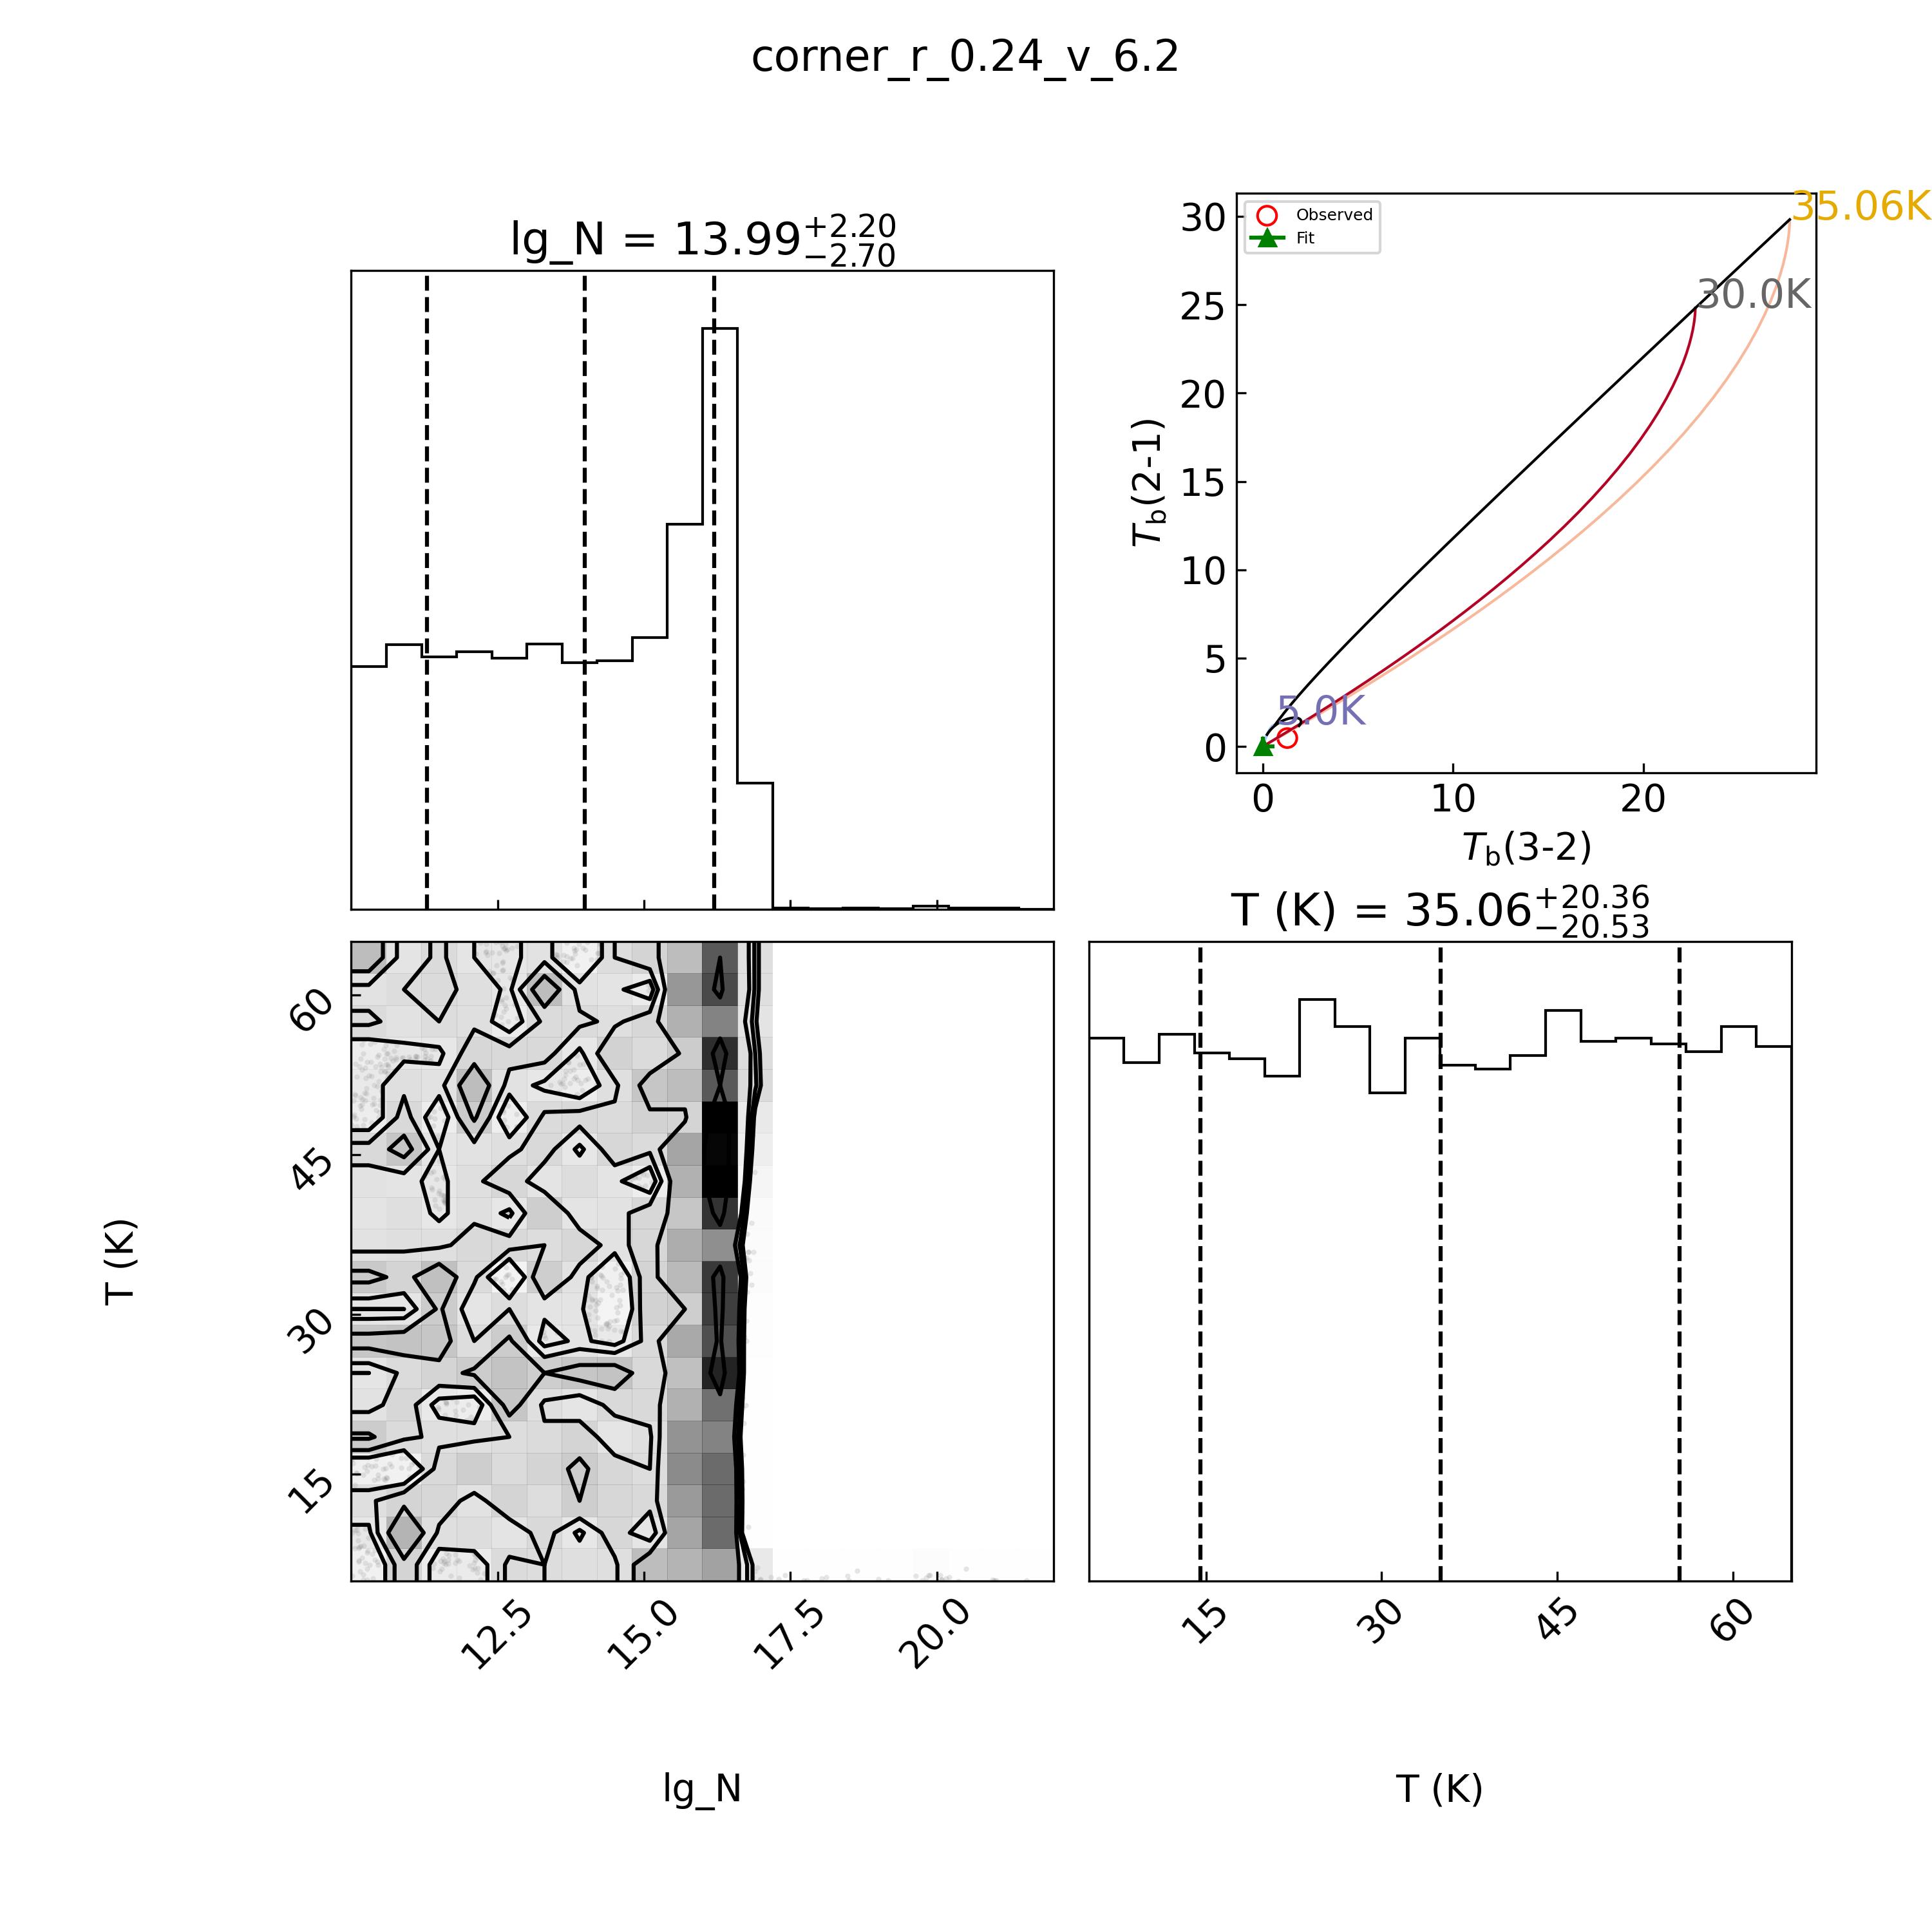 corner_r_0.24_v_6.2
lg_N = 13.99 +2.20 −2.70
35.06K
30
Observed
Fit
30.0K
25
20
T_b(2-1)
15
10
5
5.0K
0
0 10 20
T_b(3-2)
T (K) = 35.06 +20.36 −20.53
60
45
T (K)
30
15
12.5 15.0 17.5 20.0
15 30 45 60
lg_N
T (K)